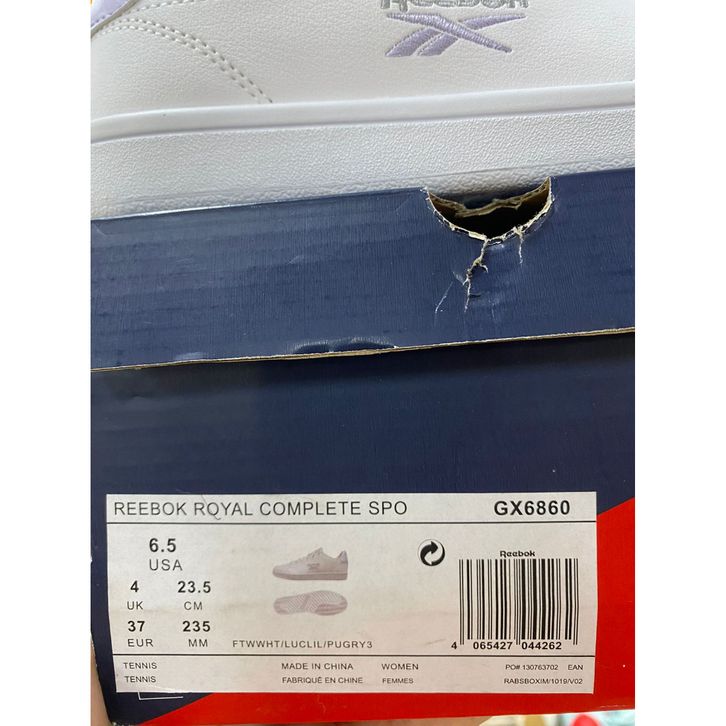 Reebok
REEBOK ROYAL COMPLETE SPO GX6860
6.5
USA
4 23.5
UK CM
37 235
EUR MM
FTWWHT/LUCLIL/PUGRY3
Reebok
4 065427 044262
TENNIS MADE IN CHINA WOMEN PO# 130763702 EAN
TENNIS FABRIQUÉ EN CHINE FEMMES RABSBOXIM/1019/V02